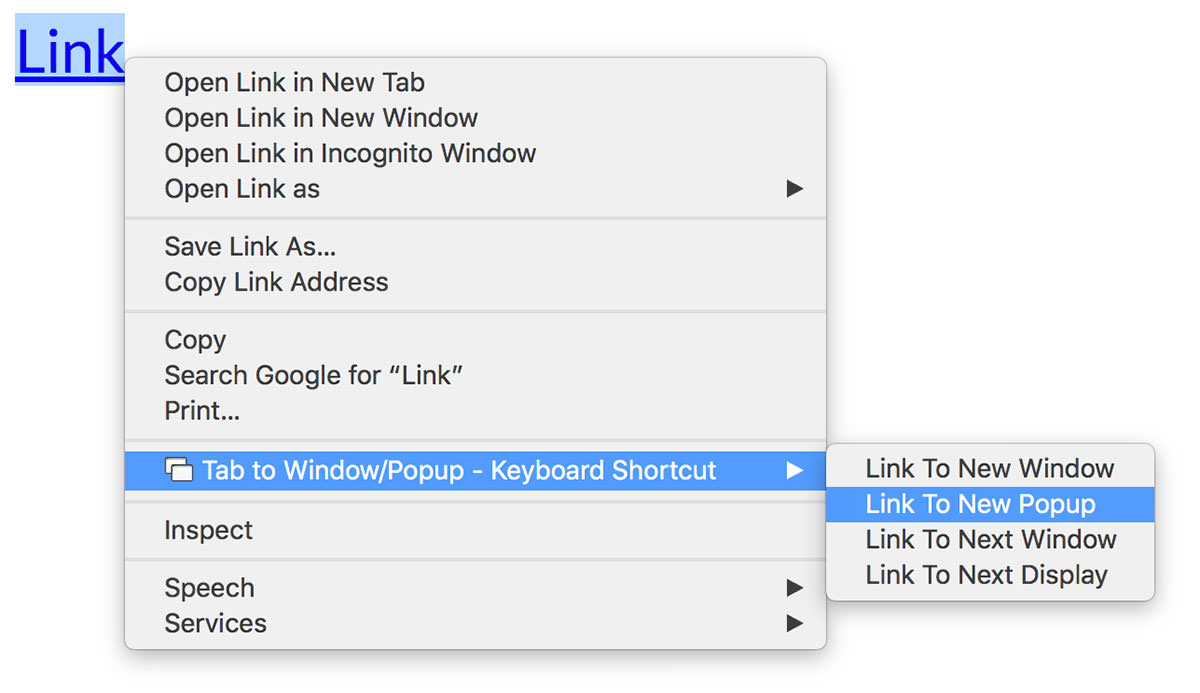 Link
Open Link in New Tab
Open Link in New Window
Open Link in Incognito Window
Open Link as
Save Link As...
Copy Link Address
Copy
Search Google for “Link”
Print...
Tab to Window/Popup - Keyboard Shortcut
Link To New Window
Link To New Popup
Link To Next Window
Link To Next Display
Inspect
Speech
Services